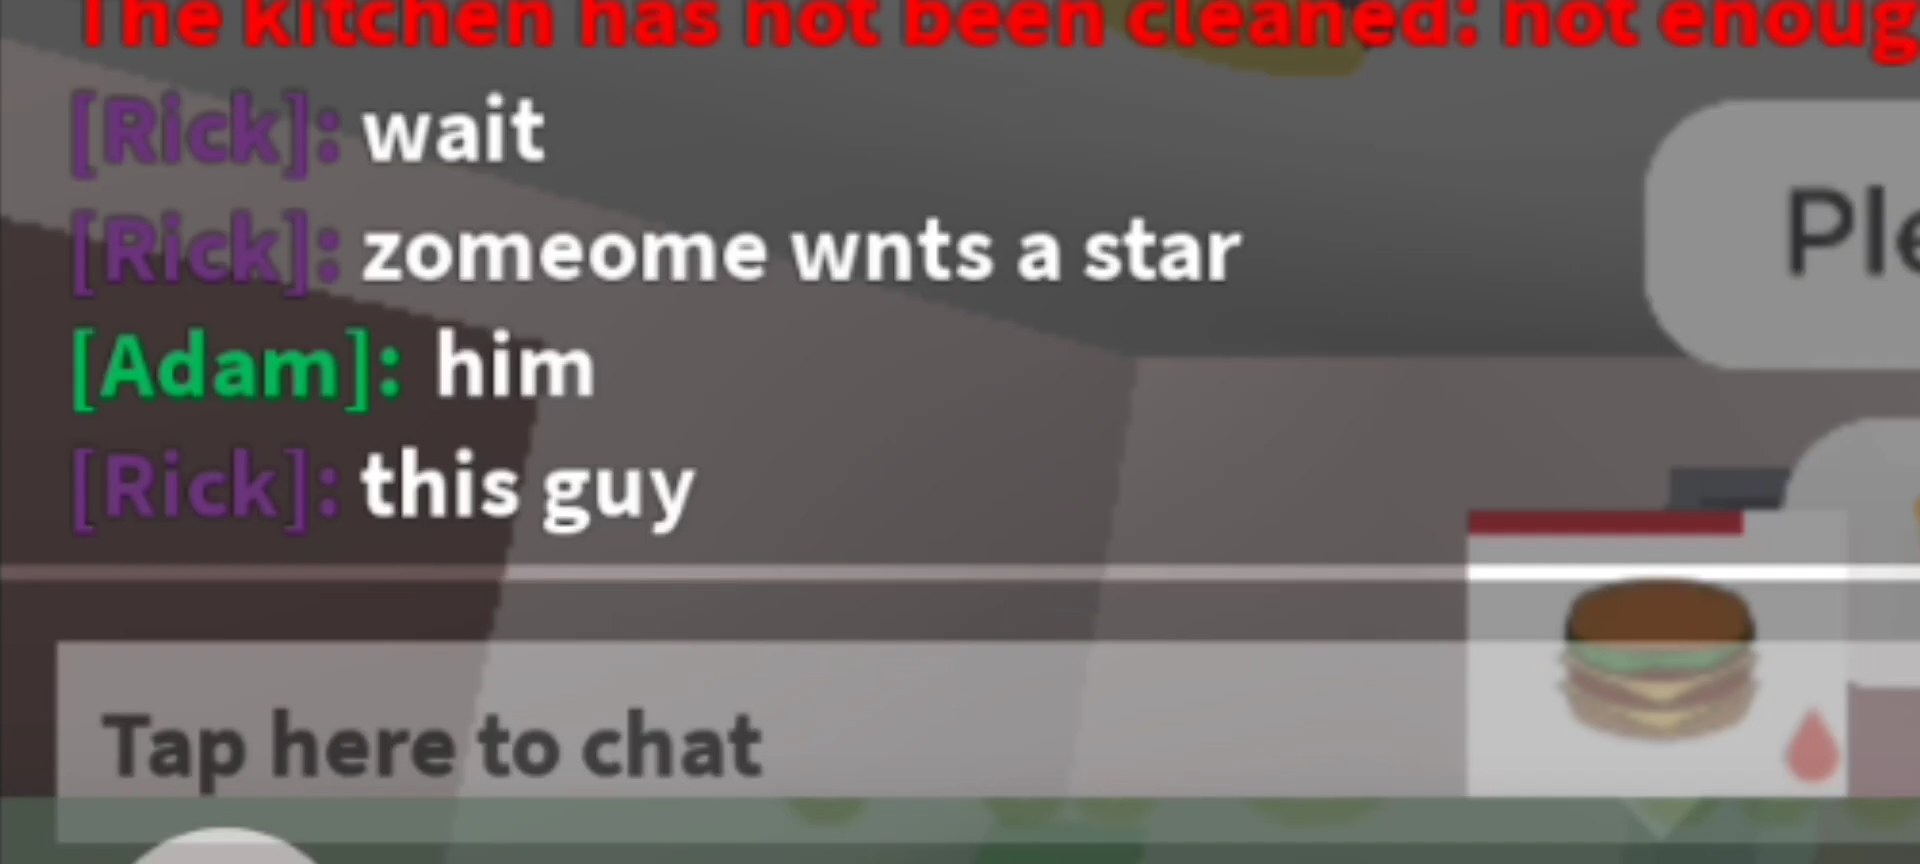 The kitchen has not been cleaned: not
[Rick]: wait
[Rick]: zomeome wnts a star
[Adam]: him
[Rick]: this guy
Tap here to chat